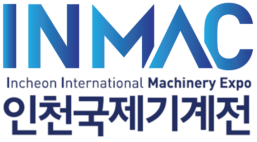 INMAC
Incheon International Machinery Expo
인천국제기계전